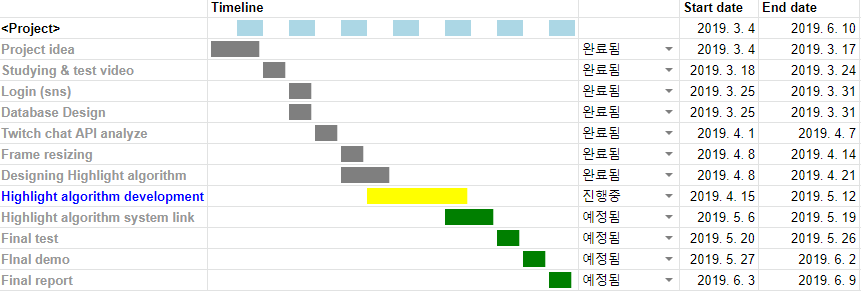 Timeline Start date End date
<Project> 2019. 3. 4 2019. 6. 10
Project idea 완료됨 2019. 3. 4 2019. 3. 17
Studying & test video 완료됨 2019. 3. 18 2019. 3. 24
Login (sns) 완료됨 2019. 3. 25 2019. 3. 31
Database Design 완료됨 2019. 3. 25 2019. 3. 31
Twitch chat API analyze 완료됨 2019. 4. 1 2019. 4. 7
Frame resizing 완료됨 2019. 4. 8 2019. 4. 14
Designing Highlight algorithm 완료됨 2019. 4. 8 2019. 4. 21
Highlight algorithm development 진행중 2019. 4. 15 2019. 5. 12
Highlight algorithm system link 예정됨 2019. 5. 6 2019. 5. 19
Final test 예정됨 2019. 5. 20 2019. 5. 26
FInal demo 예정됨 2019. 5. 27 2019. 6. 2
Final report 예정됨 2019. 6. 3 2019. 6. 9